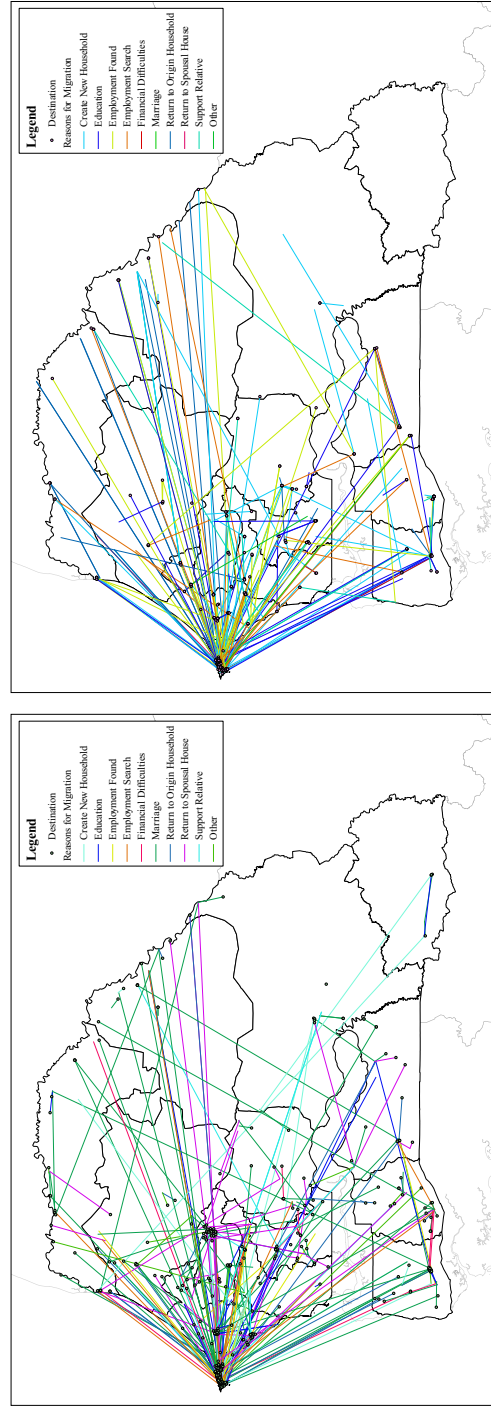 Legend
Destination
Reasons for Migration
Create New Household
Education
Employment Found
Employment Search
Financial Difficulties
Marriage
Return to Origin Household
Return to Spousal House
Support Relative
Other
Legend
Destination
Reasons for Migration
Create New Household
Education
Employment Found
Employment Search
Financial Difficulties
Marriage
Return to Origin Household
Return to Spousal House
Support Relative
Other